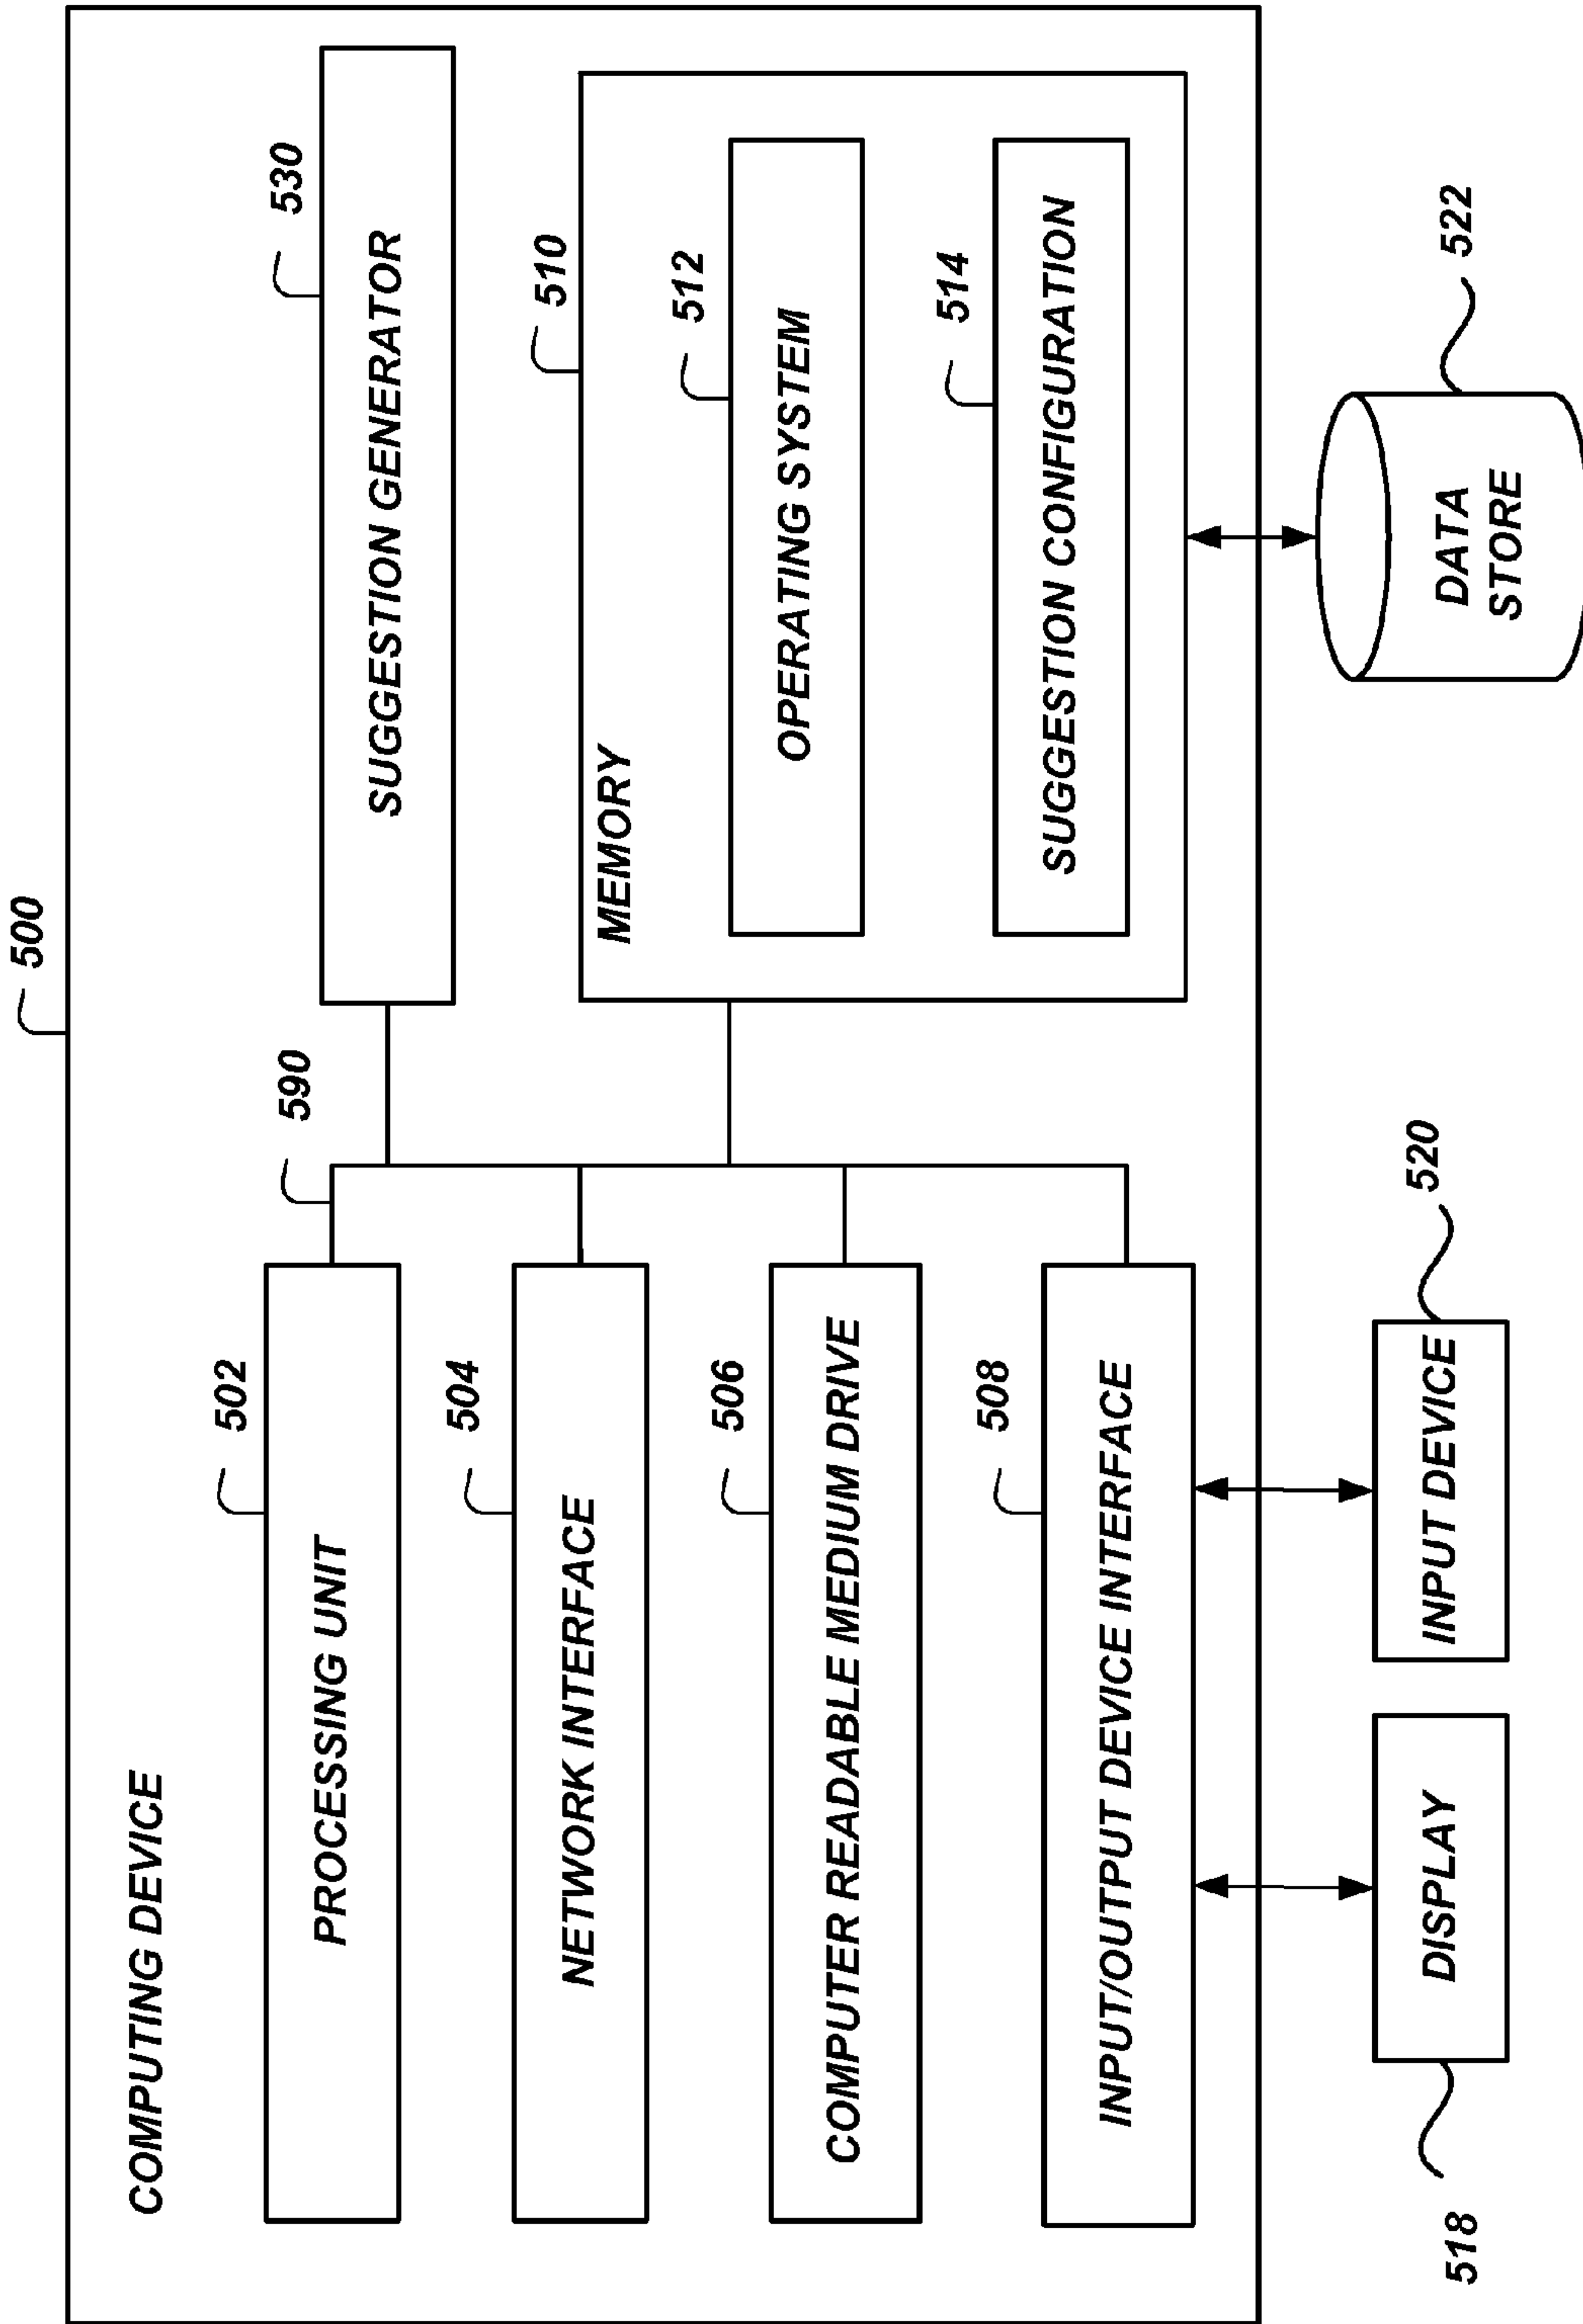 500
COMPUTING DEVICE
502
PROCESSING UNIT
504
NETWORK INTERFACE
506
COMPUTER READABLE MEDIUM DRIVE
508
INPUT/OUTPUT DEVICE INTERFACE
590
530
SUGGESTION GENERATOR
510
MEMORY
512
OPERATING SYSTEM
514
SUGGESTION CONFIGURATION
518
DISPLAY
INPUT DEVICE
520
DATA
STORE
522